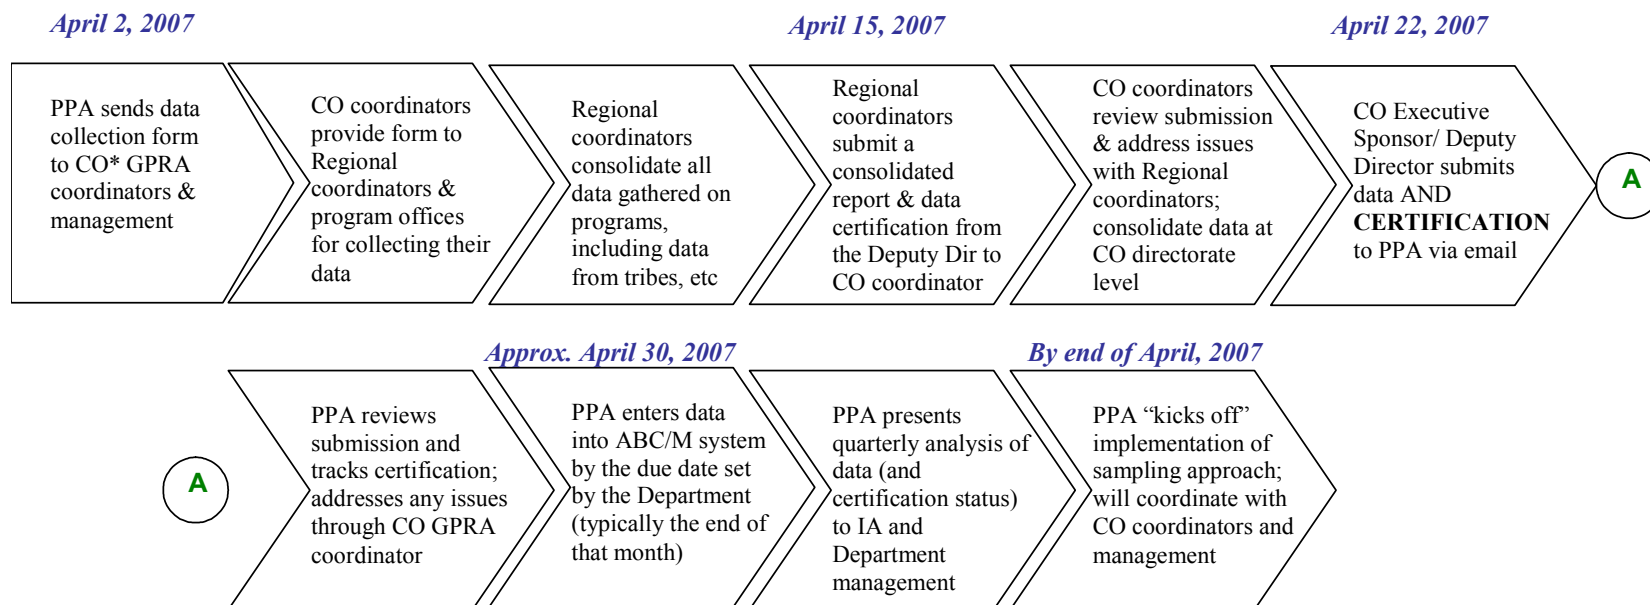 April 2, 2007
April 15, 2007
April 22, 2007
PPA sends data
collection form
to CO* GPRA
coordinators &
management
CO coordinators
provide form to
Regional
coordinators &
program offices
for collecting their
data
Regional
coordinators
consolidate all
data gathered on
programs,
including data
from tribes, etc
Regional
coordinators
submit a
consolidated
report & data
certification from
the Deputy Dir to
CO coordinator
CO coordinators
review submission
& address issues
with Regional
coordinators;
consolidate data at
CO directorate
level
CO Executive
Sponsor/ Deputy
Director submits
data AND
CERTIFICATION
to PPA via email
A
Approx. April 30, 2007
By end of April, 2007
A
PPA reviews
submission and
tracks certification;
addresses any issues
through CO GPRA
coordinator
PPA enters data
into ABC/M system
by the due date set
by the Department
(typically the end of
that month)
PPA presents
quarterly analysis of
data (and
certification status)
to IA and
Department
management
PPA “kicks off”
implementation of
sampling approach;
will coordinate with
CO coordinators and
management